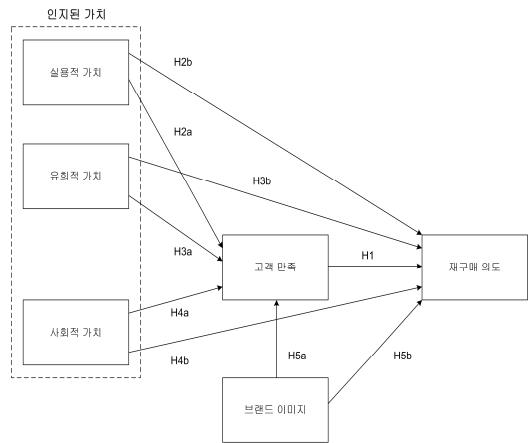 인지된 가치
실용적 가치
H2b
H2a
유희적 가치
H3b
H3a
고객 만족
H1
재구매 의도
사회적 가치
H4a
H4b
H5a
H5b
브랜드 이미지